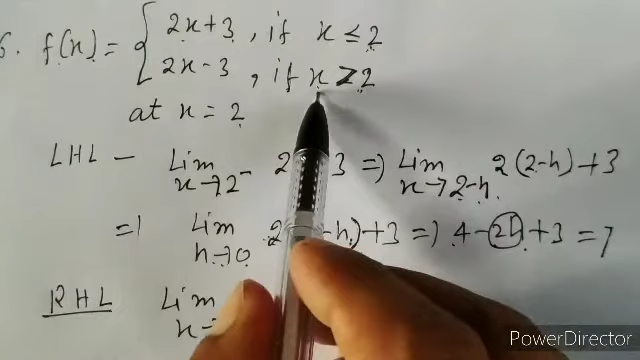 6. f(x) = { 2x+3, if x ≤ 2
2x-3, if x > 2
at x = 2
LHL - Lim x→2⁻ 2 3 => Lim x→2-h 2(2-h)+3
=) Lim h→0 2 -h)+3 => 4-2h+3 = 7
RHL Lim x→
PowerDirector